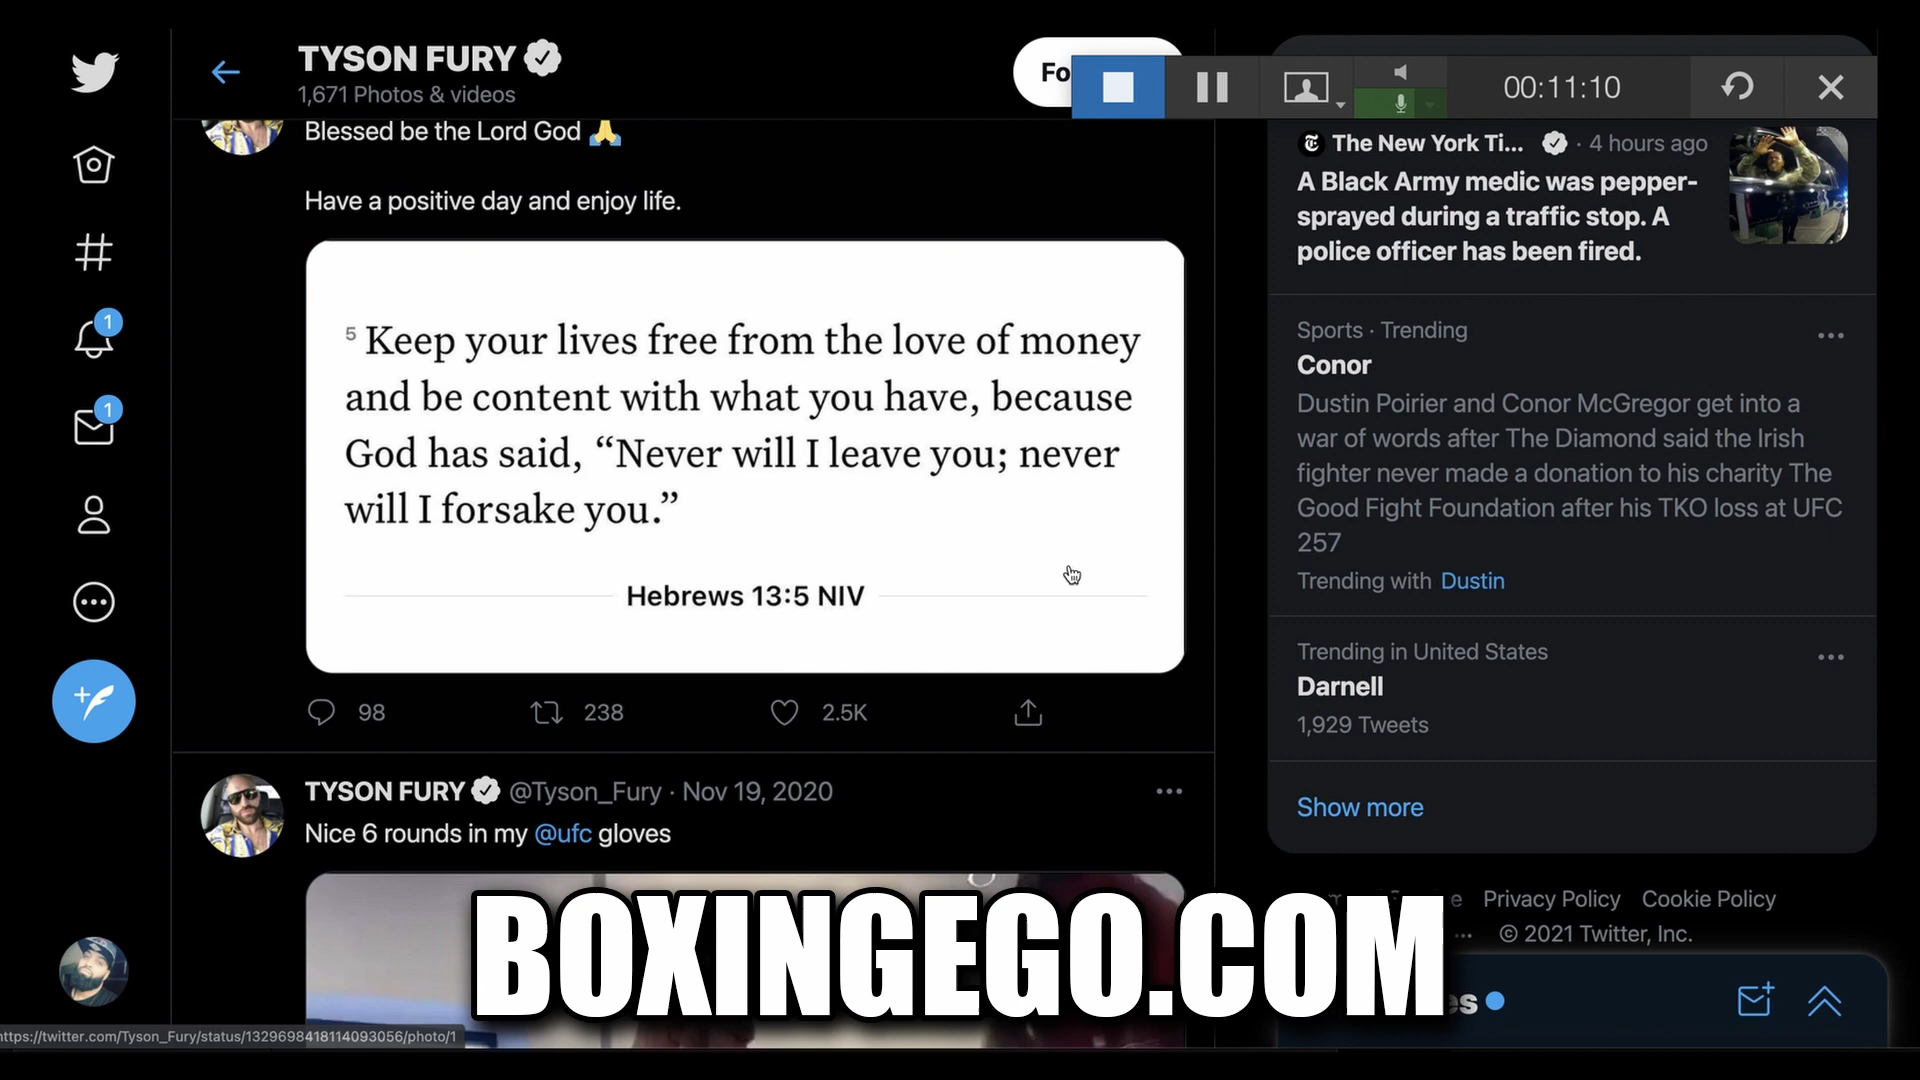 TYSON FURY
1,671 Photos & videos
Fo
00:11:10
Blessed be the Lord God 🙏
Have a positive day and enjoy life.
5 Keep your lives free from the love of money
and be content with what you have, because
God has said, “Never will I leave you; never
will I forsake you.”
Hebrews 13:5 NIV
98
238
2.5K
TYSON FURY @Tyson_Fury · Nov 19, 2020
Nice 6 rounds in my @ufc gloves
The New York Ti... · 4 hours ago
A Black Army medic was pepper-
sprayed during a traffic stop. A
police officer has been fired.
Sports · Trending
Conor
Dustin Poirier and Conor McGregor get into a
war of words after The Diamond said the Irish
fighter never made a donation to his charity The
Good Fight Foundation after his TKO loss at UFC
257
Trending with Dustin
Trending in United States
Darnell
1,929 Tweets
Show more
Privacy Policy Cookie Policy
© 2021 Twitter, Inc.
1
1
BOXINGEGO.COM
https://twitter.com/Tyson_Fury/status/1329698418114093056/photo/1